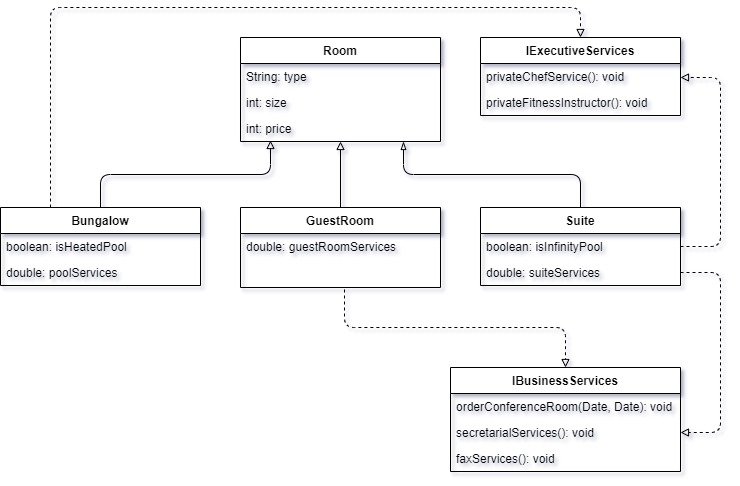 Room
String: type
int: size
int: price
IExecutiveServices
privateChefService(): void
privateFitnessInstructor(): void
Bungalow
boolean: isHeatedPool
double: poolServices
GuestRoom
double: guestRoomServices
Suite
boolean: isInfinityPool
double: suiteServices
IBusinessServices
orderConferenceRoom(Date, Date): void
secretarialServices(): void
faxServices(): void